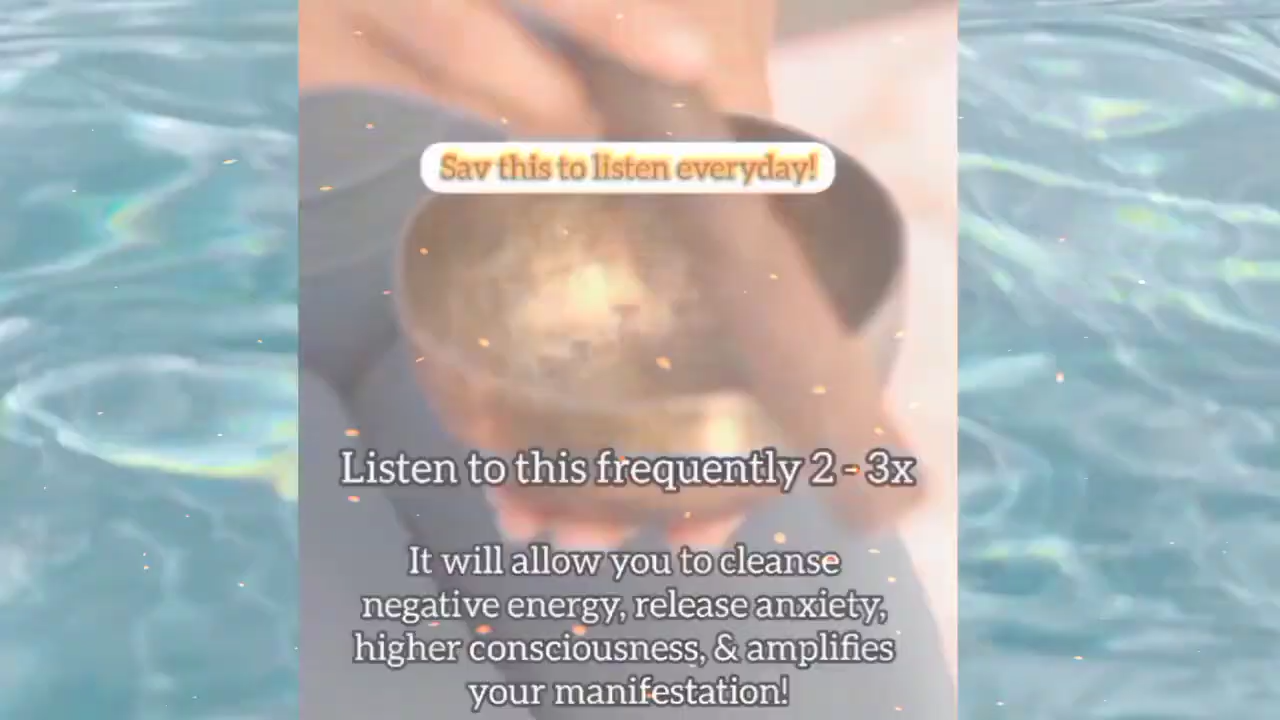 Sav this to listen everyday!
Listen to this frequently 2 - 3x
It will allow you to cleanse
negative energy, release anxiety,
higher consciousness, & amplifies
your manifestation!